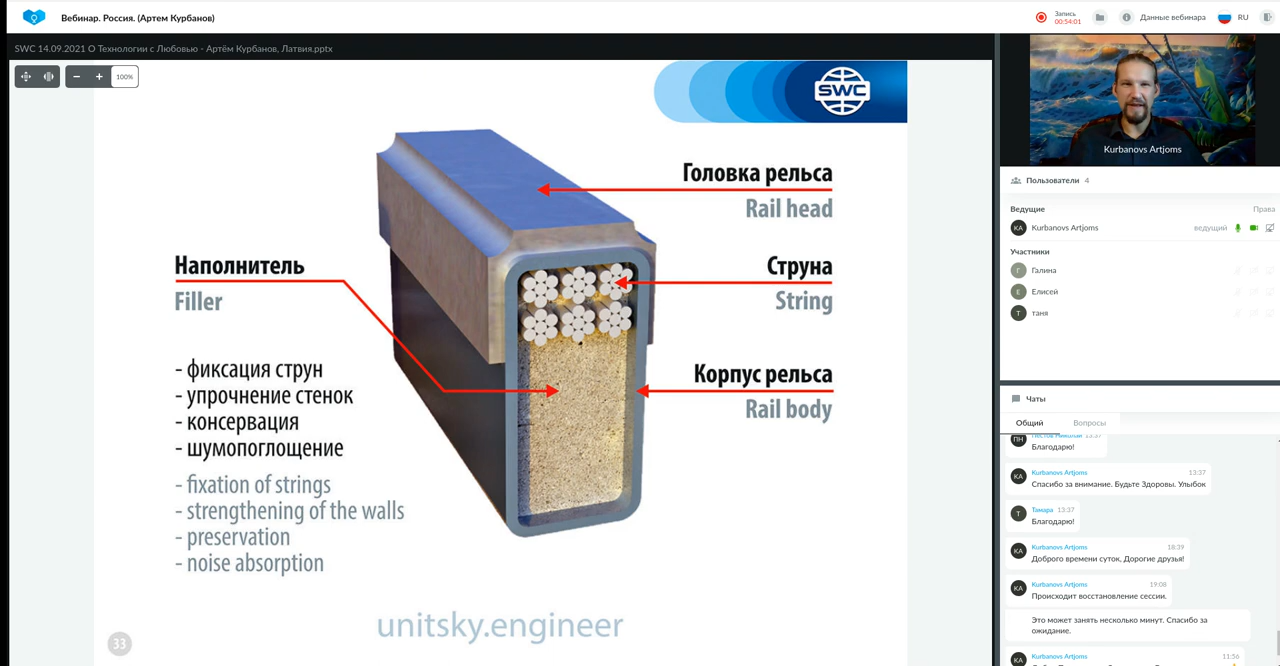 Вебинар. Россия. (Артем Курбанов)
Запись
00:54:01
Данные вебинара
RU
SWC 14.09.2021 О Технологии с Любовью - Артём Курбанов, Латвия.pptx
100%
SWC
Головка рельса
Rail head
Наполнитель
Filler
Струна
String
Корпус рельса
Rail body
- фиксация струн
- упрочнение стенок
- консервация
- шумопоглощение
- fixation of strings
- strengthening of the walls
- preservation
- noise absorption
unitsky.engineer
33
Kurbanovs Artjoms
Пользователи 4
Ведущие Права
KA Kurbanovs Artjoms ведущий
Участники
Г Галина
Е Елисей
Т таня
Чаты
Общий Вопросы
ПН
Благодарю!
KA Kurbanovs Artjoms 13:37
Спасибо за внимание. Будьте Здоровы. Улыбок
Т Тамара 13:37
Благодарю!
KA Kurbanovs Artjoms 18:39
Доброго времени суток, Дорогие друзья!
KA Kurbanovs Artjoms 19:08
Происходит восстановление сессии.
Это может занять несколько минут. Спасибо за
ожидание.
KA Kurbanovs Artjoms 11:56